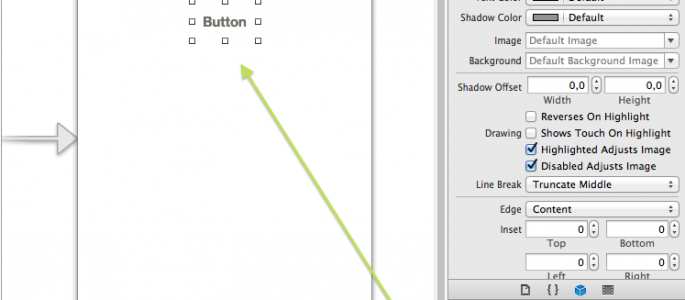 Button
Shadow Color Default
Image Default Image
Background Default Background Image
Shadow Offset 0,0 0,0
Width Height
Reverses On Highlight
Drawing Shows Touch On Highlight
Highlighted Adjusts Image
Disabled Adjusts Image
Line Break Truncate Middle
Edge Content
Inset 0 0
Top Bottom
0 0
Left Right
{ }